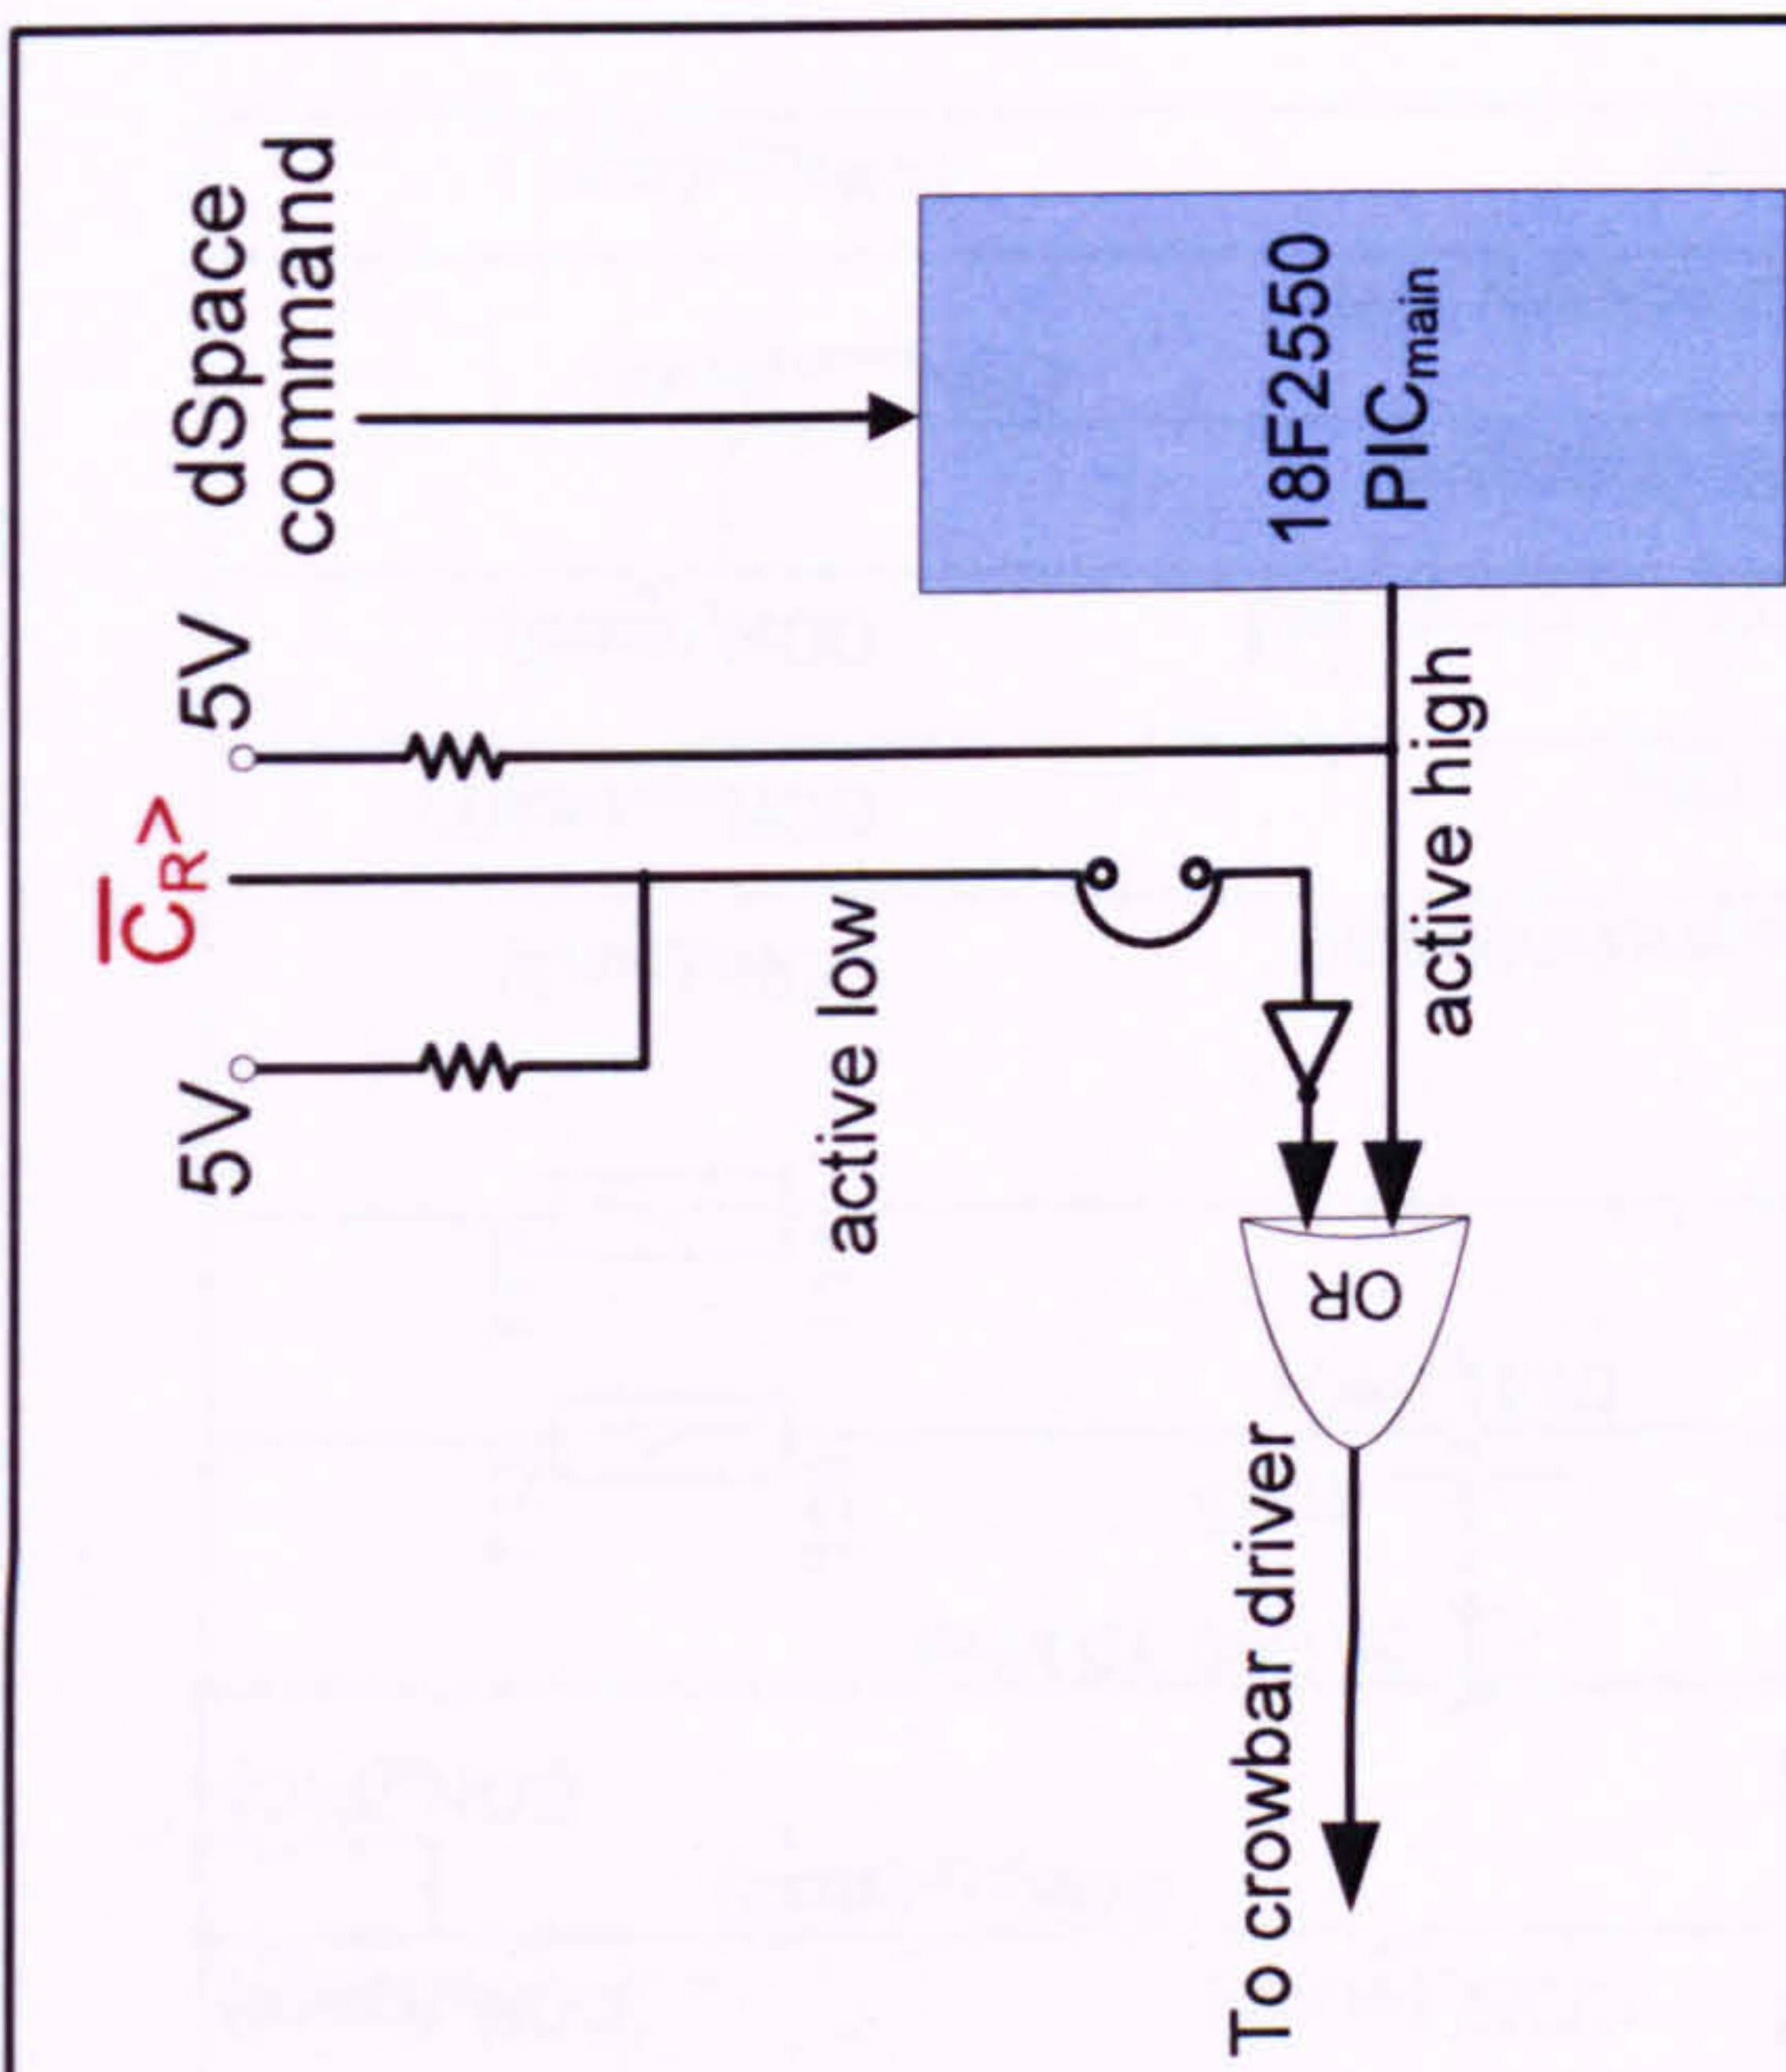 C̅R>
5V
5V
dSpace
command
active low
To crowbar driver
OR
active high
18F2550
PICmain